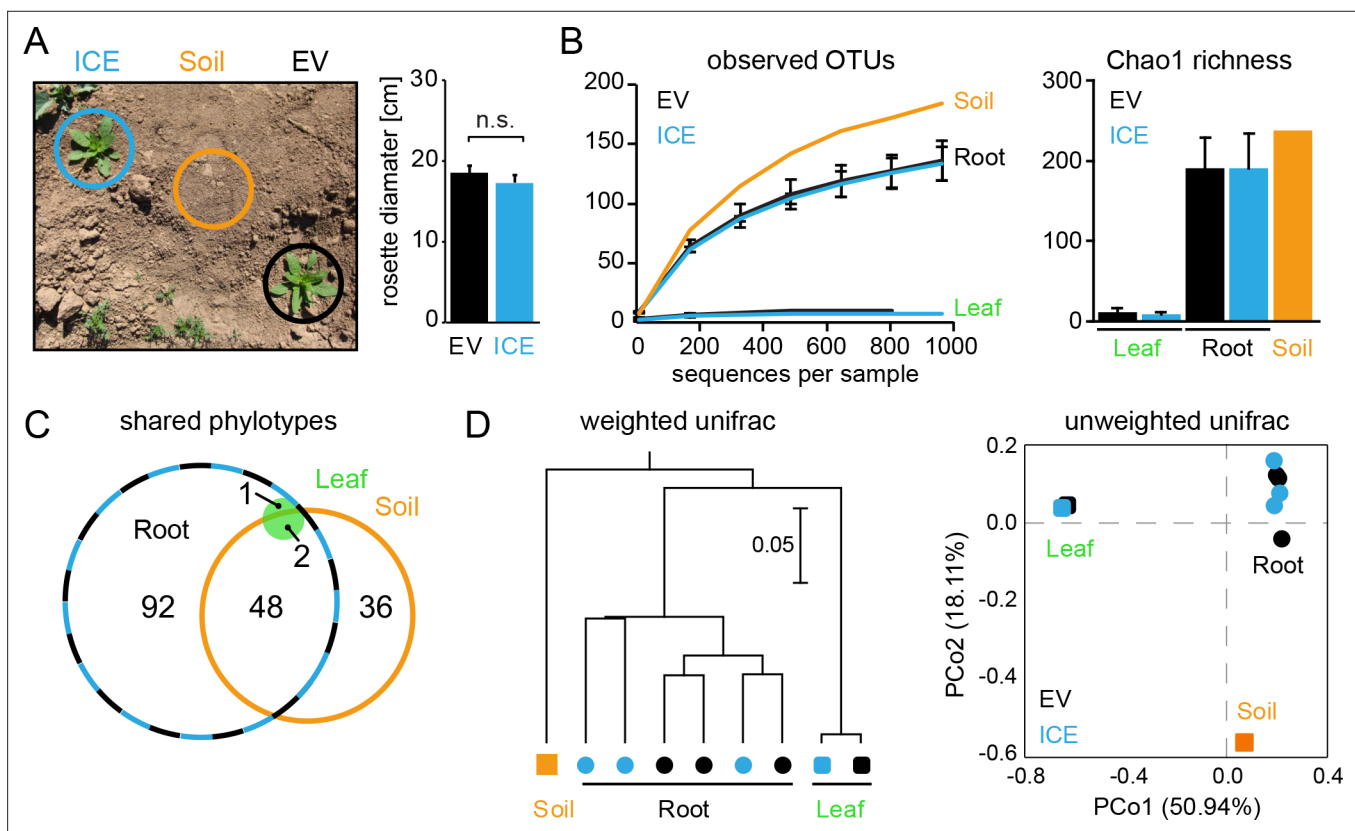 A
ICE Soil EV
rosette diamater [cm]
30
20
10
0
n.s.
EV ICE
B
observed OTUs
200
150
100
50
0
EV
ICE
Soil
Root
Leaf
0 200 400 600 800 1000
sequences per sample
Chao1 richness
300
200
100
0
EV
ICE
Leaf Root Soil
C
shared phylotypes
Leaf
Soil
Root
1
2
92 48 36
D
weighted unifrac
0.05
Soil Root Leaf
unweighted unifrac
PCo2 (18.11%)
0.2
0.0
-0.2
-0.4
-0.6
Leaf
Root
EV
ICE
Soil
-0.8 -0.4 0.0 0.4
PCo1 (50.94%)